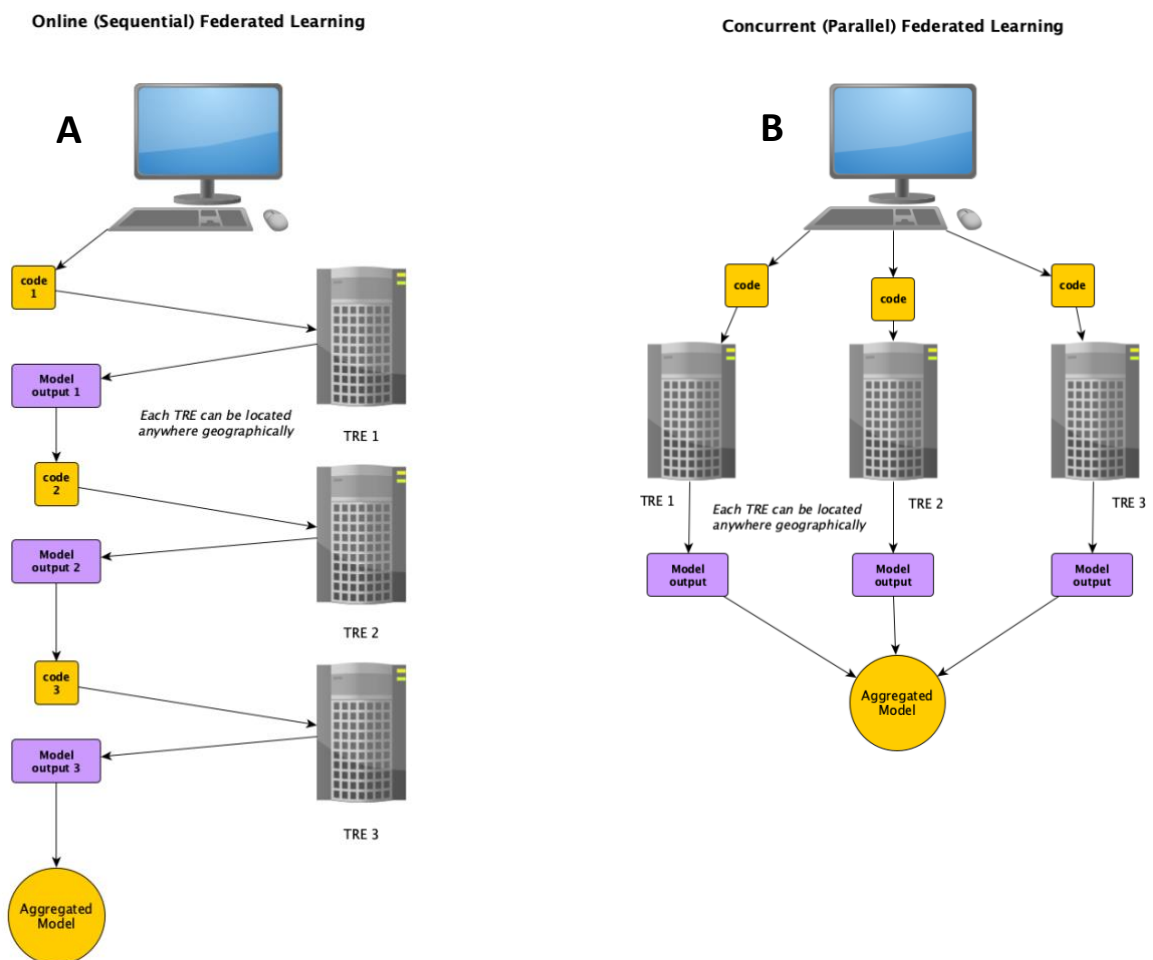 Online (Sequential) Federated Learning
A
code
1
Model
output 1
Each TRE can be located
anywhere geographically
TRE 1
code
2
Model
output 2
TRE 2
code
3
Model
output 3
TRE 3
Aggregated
Model
Concurrent (Parallel) Federated Learning
B
code
code
code
TRE 1
Each TRE can be located
anywhere geographically
TRE 2
TRE 3
Model
output
Model
output
Model
output
Aggregated
Model